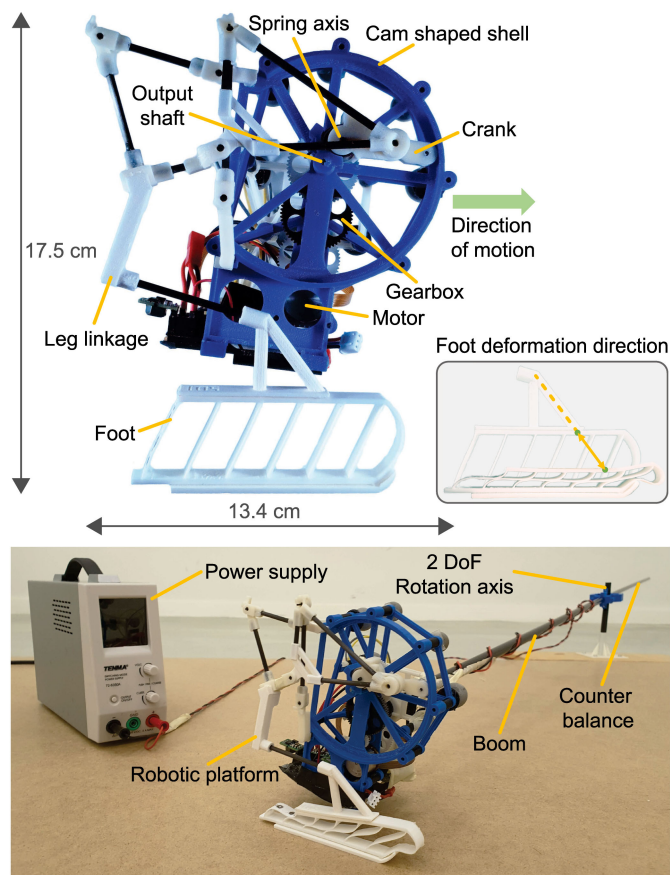 Spring axis
Cam shaped shell
Output
shaft
Crank
Direction
of motion
17.5 cm
Gearbox
Motor
Leg linkage
Foot deformation direction
Foot
13.4 cm
Power supply
2 DoF
Rotation axis
TENMA
Counter
balance
Boom
Robotic platform